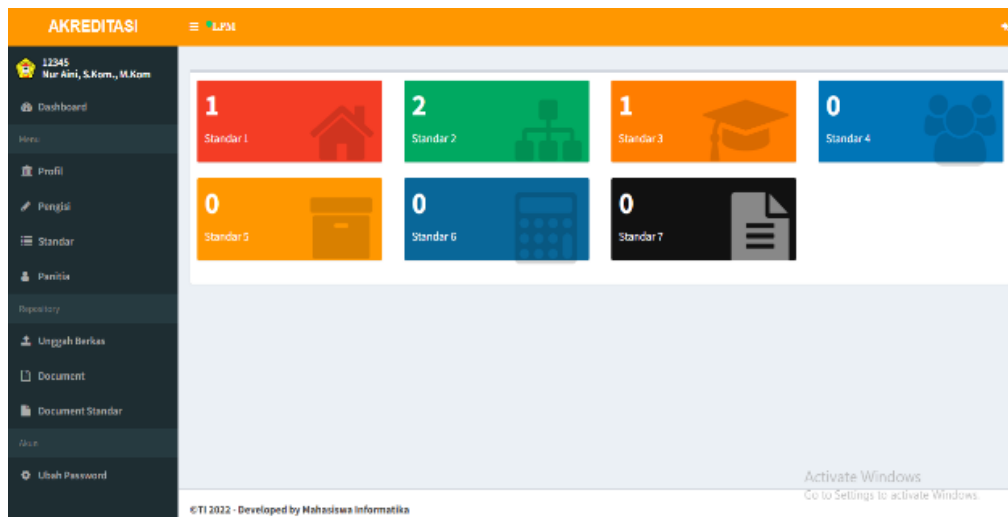 AKREDITASI
LPM
12345
Nur Aini, S.Kom., M.Kom
Dashboard
Menu
Profil
Pengisi
Standar
Panitia
Repository
Unggah Berkas
Document
Document Standar
Akun
Ubah Password
1
Standar 1
2
Standar 2
1
Standar 3
0
Standar 4
0
Standar 5
0
Standar 6
0
Standar 7
Activate Windows
Go to Settings to activate Windows.
©TI 2022 - Developed by Mahasiswa Informatika